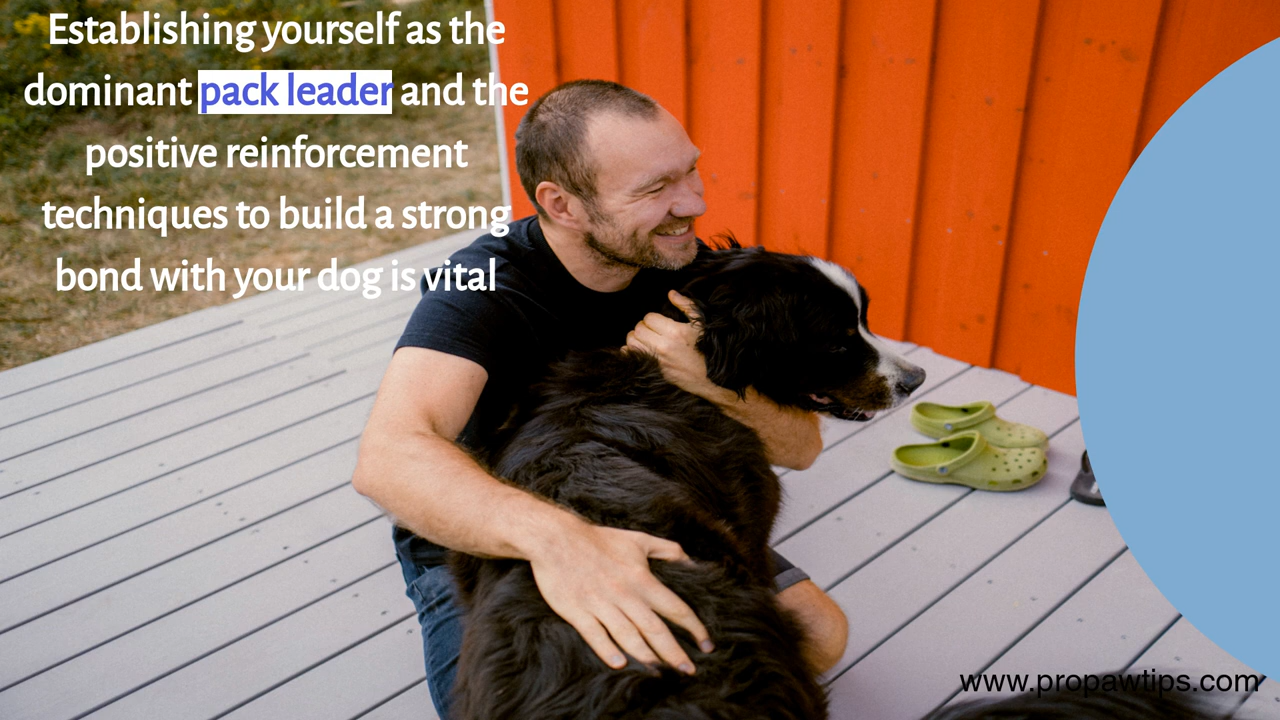 Establishing yourself as the
dominant pack leader and the
positive reinforcement
techniques to build a strong
bond with your dog is vital
www.propawtips.com